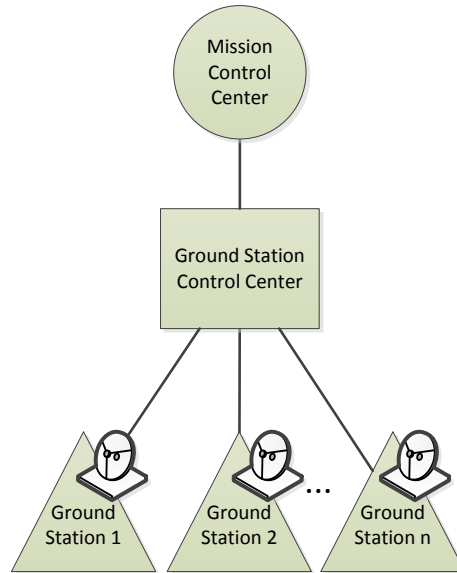 Mission
Control
Center
Ground Station
Control Center
Ground
Station 1
Ground
Station 2
...
Ground
Station n